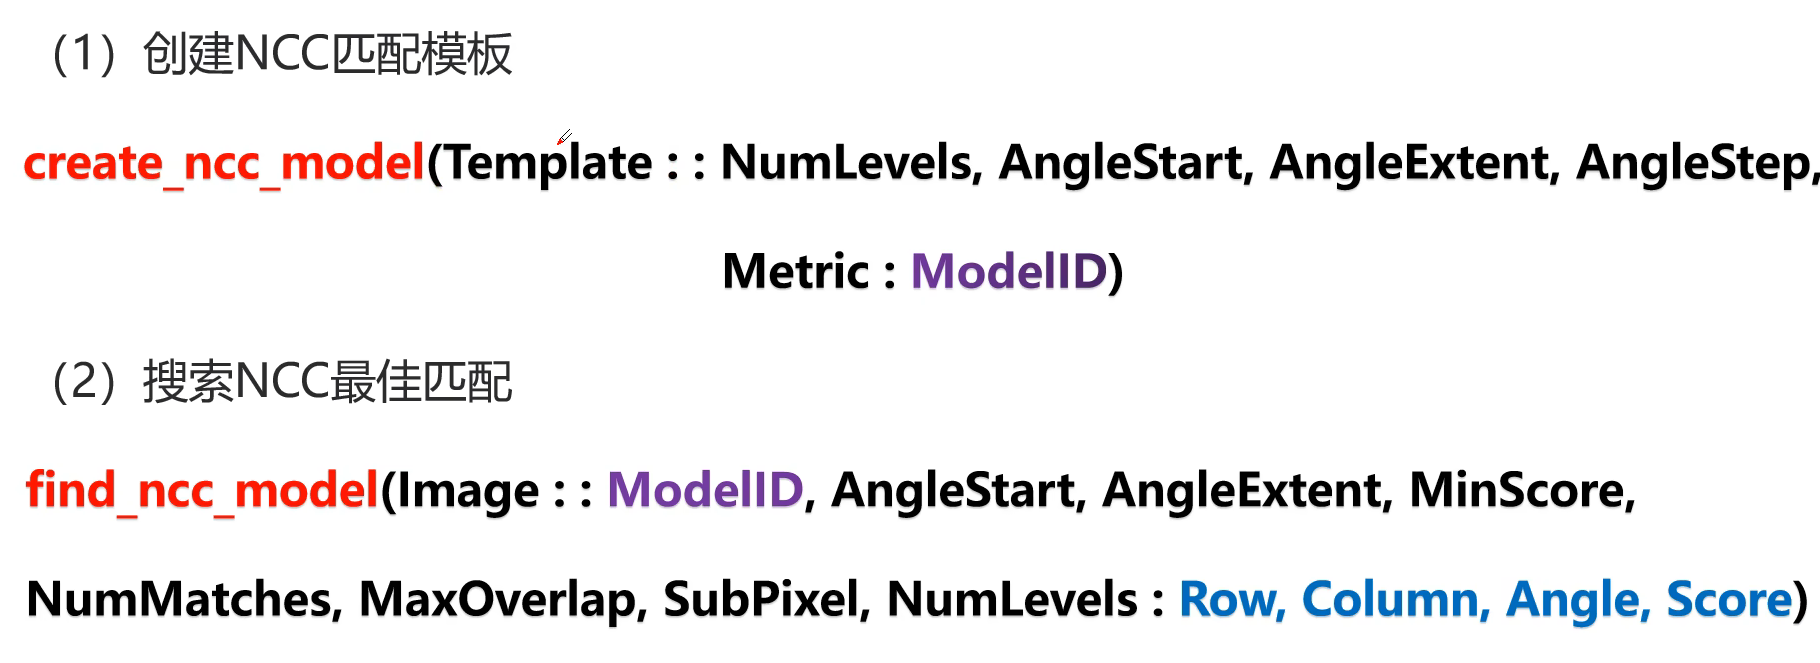 （1）创建NCC匹配模板
create_ncc_model(Template : : NumLevels, AngleStart, AngleExtent, AngleStep,
Metric : ModelID)
（2）搜索NCC最佳匹配
find_ncc_model(Image : : ModelID, AngleStart, AngleExtent, MinScore,
NumMatches, MaxOverlap, SubPixel, NumLevels : Row, Column, Angle, Score)